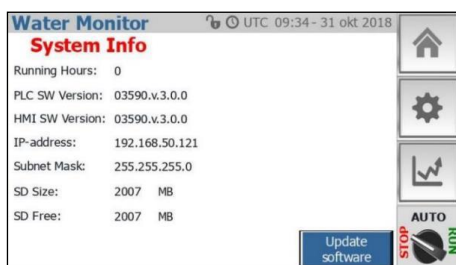 Water Monitor UTC 09:34 - 31 okt 2018
System Info
Running Hours: 0
PLC SW Version: 03590.v.3.0.0
HMI SW Version: 03590.v.3.0.0
IP-address: 192.168.50.121
Subnet Mask: 255.255.255.0
SD Size: 2007 MB
SD Free: 2007 MB
Update
software
AUTO
STOP
RUN